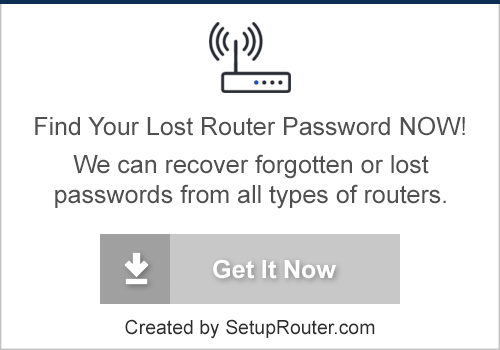 Find Your Lost Router Password NOW!
We can recover forgotten or lost
passwords from all types of routers.
Get It Now
Created by SetupRouter.com